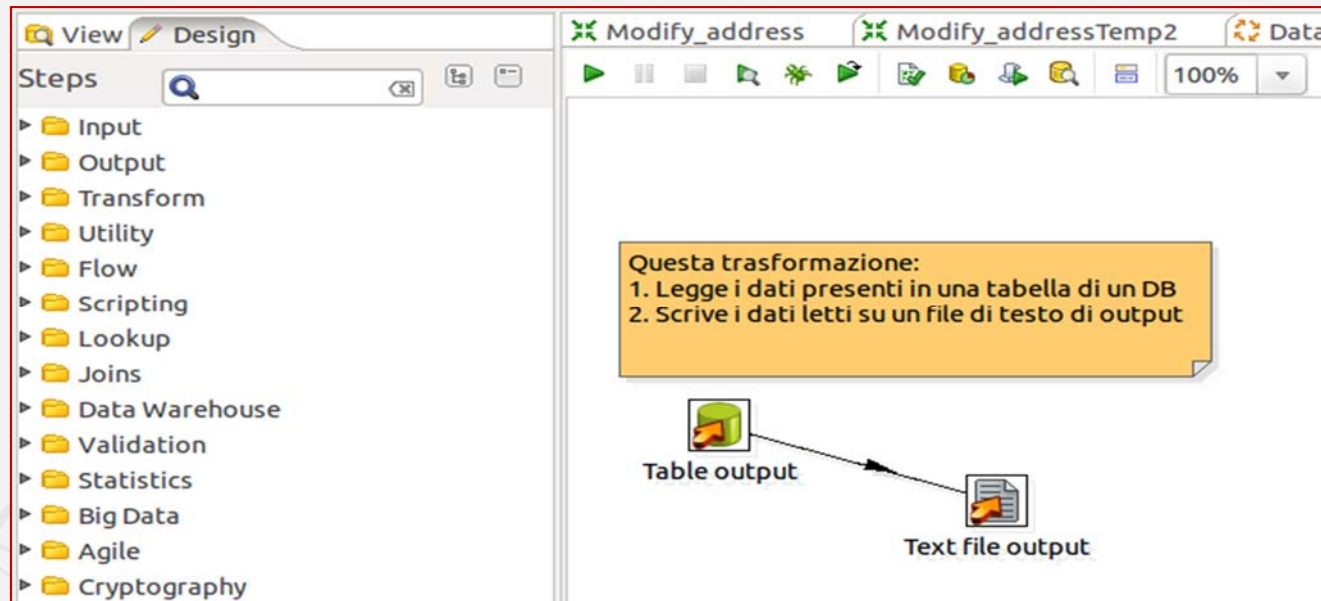 View
Design
Steps
Input
Output
Transform
Utility
Flow
Scripting
Lookup
Joins
Data Warehouse
Validation
Statistics
Big Data
Agile
Cryptography
Modify_address
Modify_addressTemp2
Data
100%
Questa trasformazione:
1. Legge i dati presenti in una tabella di un DB
2. Scrive i dati letti su un file di testo di output
Table output
Text file output